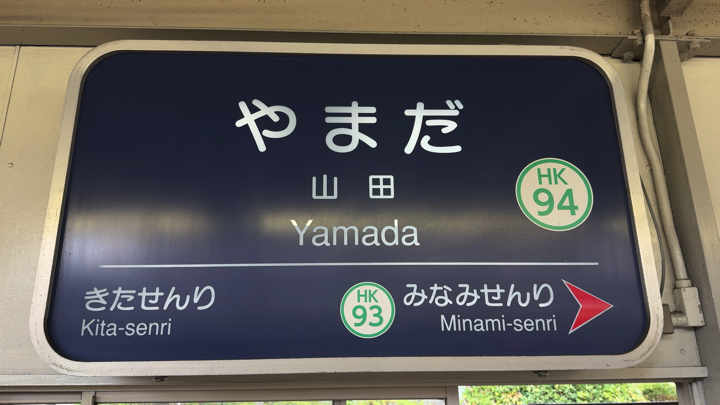 やまだ
山田
HK
94
Yamada
きたせんり
Kita-senri
HK
93
みなみせんり
Minami-senri